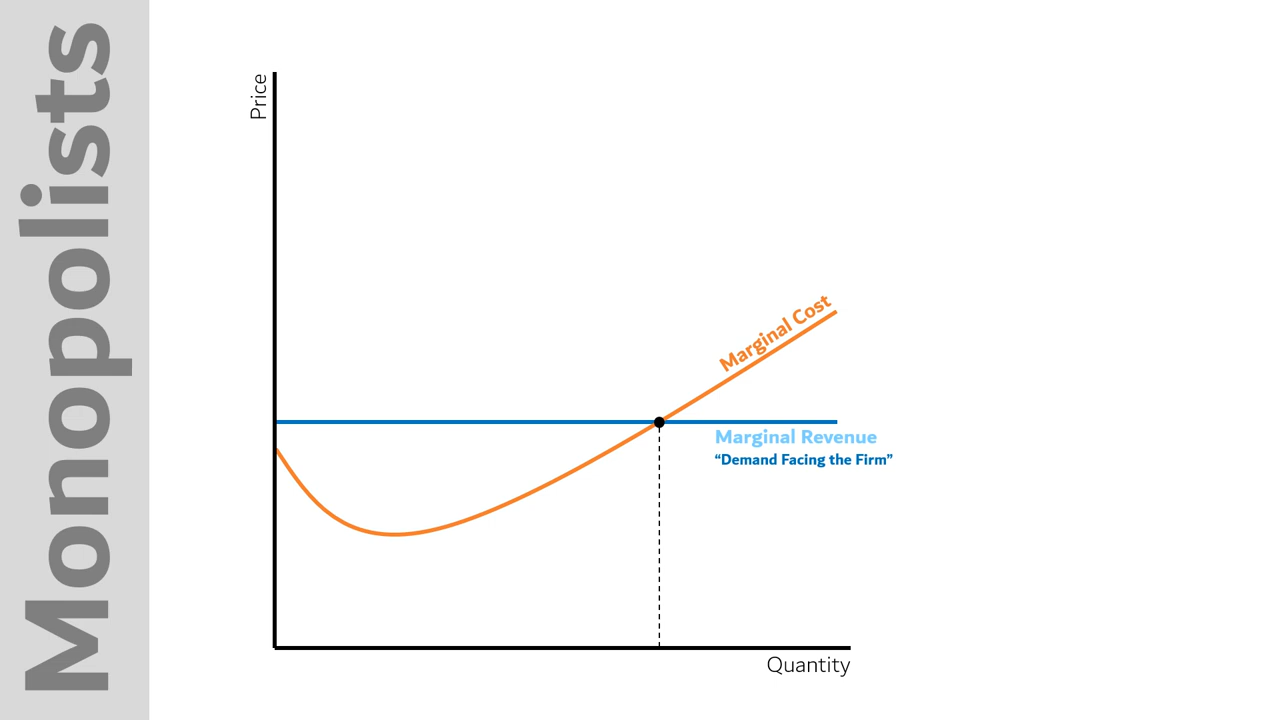 Monopolists
Price
Marginal Cost
Marginal Revenue
“Demand Facing the Firm”
Quantity